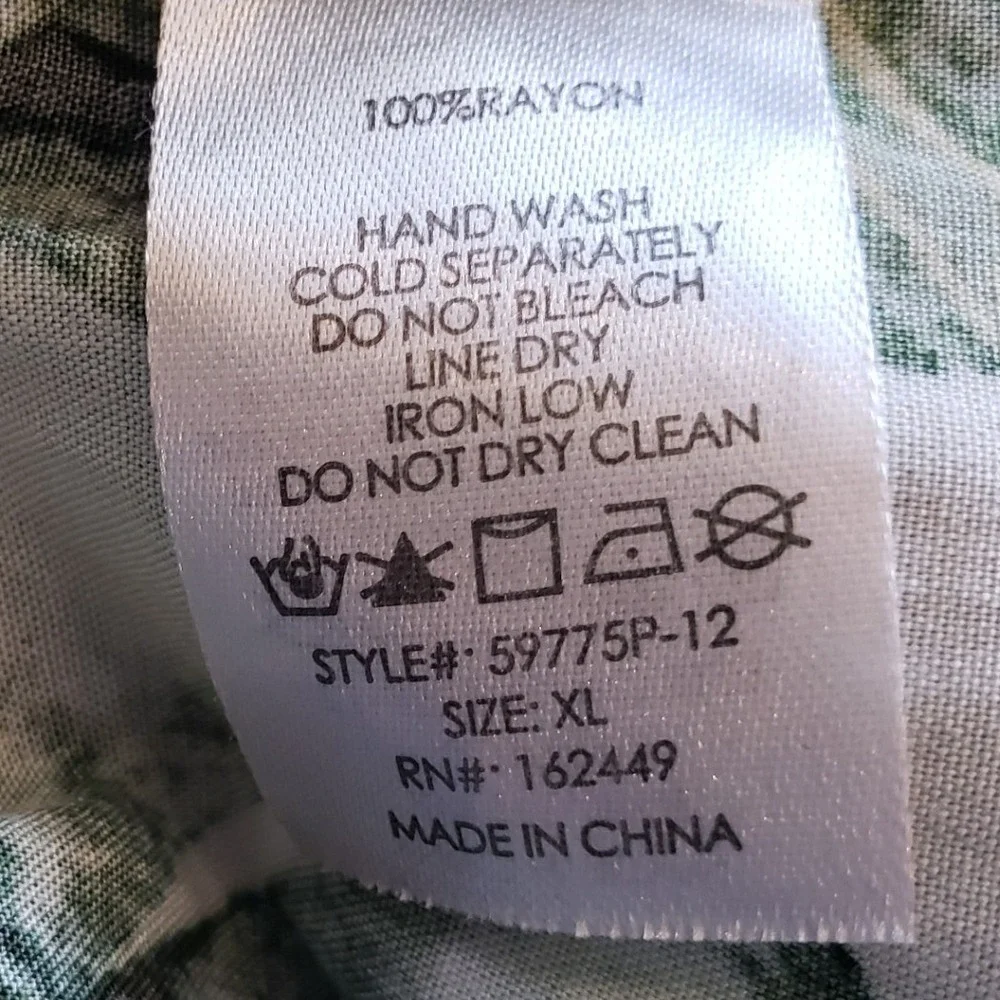 100%RAYON
HAND WASH
COLD SEPARATELY
DO NOT BLEACH
LINE DRY
IRON LOW
DO NOT DRY CLEAN
STYLE#: 59775P-12
SIZE: XL
RN#: 162449
MADE IN CHINA